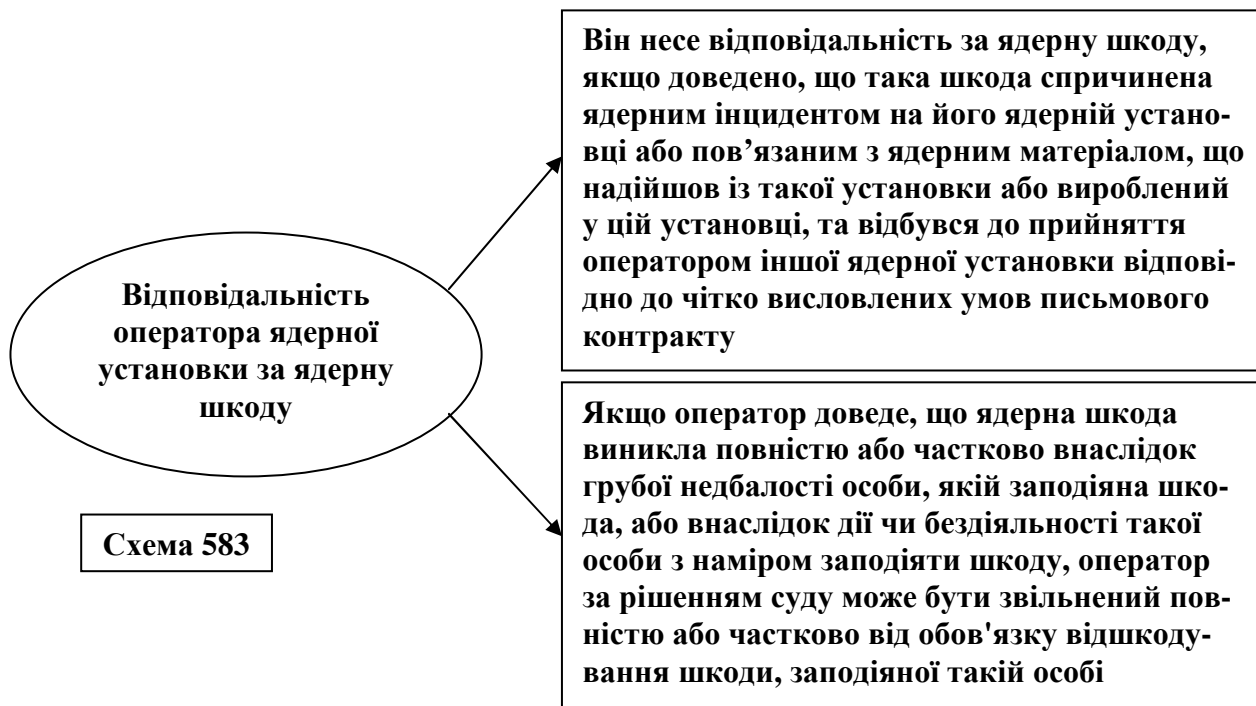 Відповідальність
оператора ядерної
установки за ядерну
шкоду
Схема 583
Він несе відповідальність за ядерну шкоду,
якщо доведено, що така шкода спричинена
ядерним інцидентом на його ядерній устано-
вці або пов’язаним з ядерним матеріалом, що
надійшов із такої установки або вироблений
у цій установці, та відбувся до прийняття
оператором іншої ядерної установки відпові-
дно до чітко висловлених умов письмового
контракту
Якщо оператор доведе, що ядерна шкода
виникла повністю або частково внаслідок
грубої недбалості особи, якій заподіяна шко-
да, або внаслідок дії чи бездіяльності такої
особи з наміром заподіяти шкоду, оператор
за рішенням суду може бути звільнений пов-
ністю або частково від обов'язку відшкоду-
вання шкоди, заподіяної такій особі